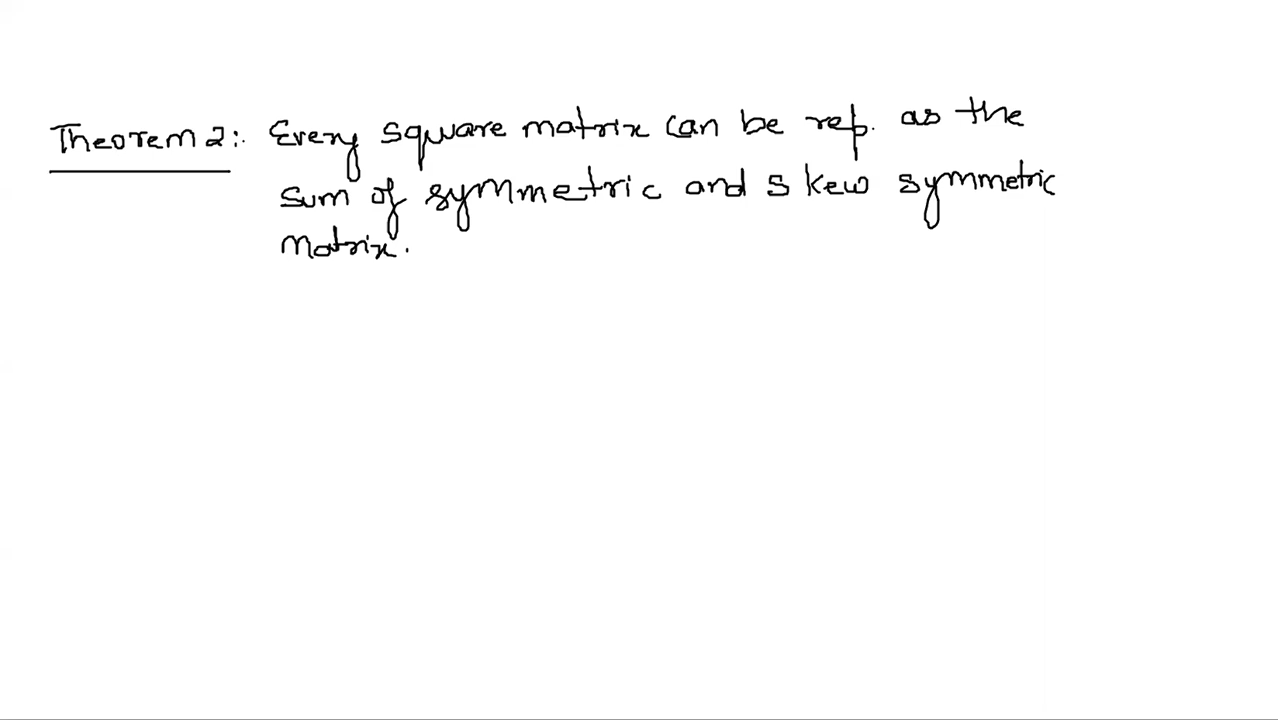 Theorem 2:. Every square matrix can be rep. as the
sum of symmetric and skew symmetric
matrix.